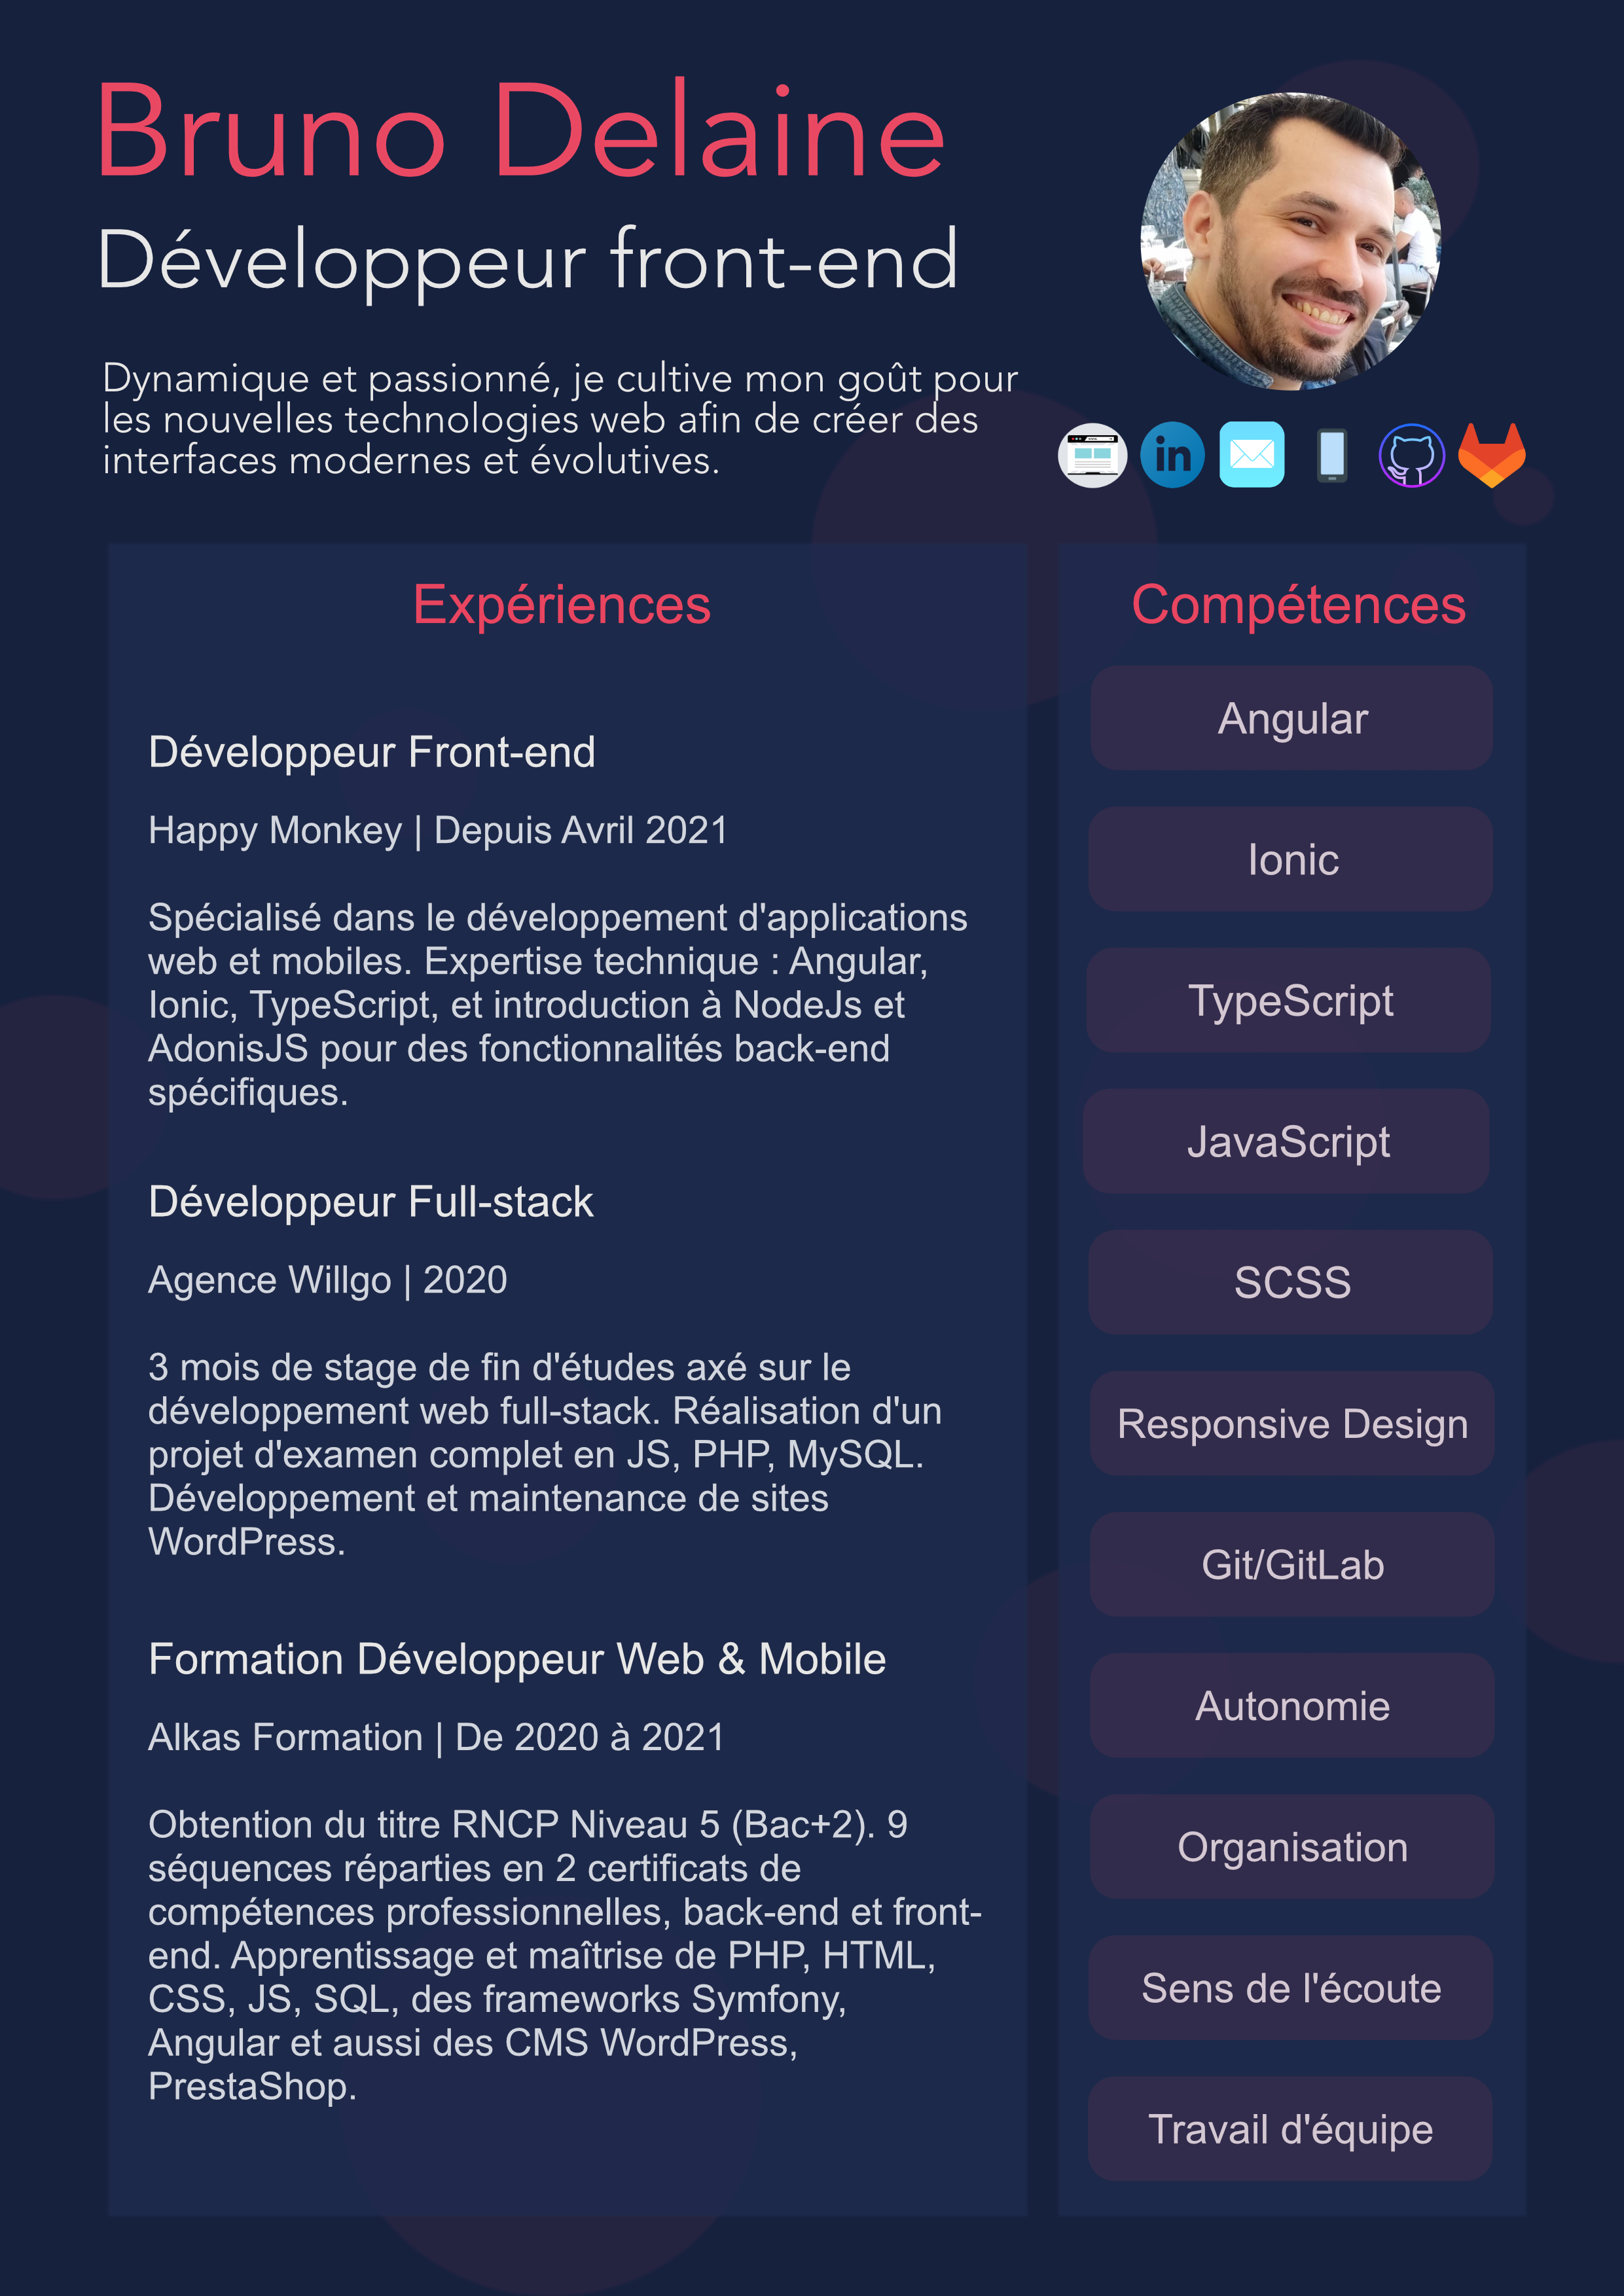 Bruno Delaine
Développeur front-end
Dynamique et passionné, je cultive mon goût pour
les nouvelles technologies web afin de créer des
interfaces modernes et évolutives.
in
Expériences
Développeur Front-end
Happy Monkey | Depuis Avril 2021
Spécialisé dans le développement d'applications
web et mobiles. Expertise technique : Angular,
Ionic, TypeScript, et introduction à NodeJs et
AdonisJS pour des fonctionnalités back-end
spécifiques.
Développeur Full-stack
Agence Willgo | 2020
3 mois de stage de fin d'études axé sur le
développement web full-stack. Réalisation d'un
projet d'examen complet en JS, PHP, MySQL.
Développement et maintenance de sites
WordPress.
Formation Développeur Web & Mobile
Alkas Formation | De 2020 à 2021
Obtention du titre RNCP Niveau 5 (Bac+2). 9
séquences réparties en 2 certificats de
compétences professionnelles, back-end et front-
end. Apprentissage et maîtrise de PHP, HTML,
CSS, JS, SQL, des frameworks Symfony,
Angular et aussi des CMS WordPress,
PrestaShop.
Compétences
Angular
Ionic
TypeScript
JavaScript
SCSS
Responsive Design
Git/GitLab
Autonomie
Organisation
Sens de l'écoute
Travail d'équipe